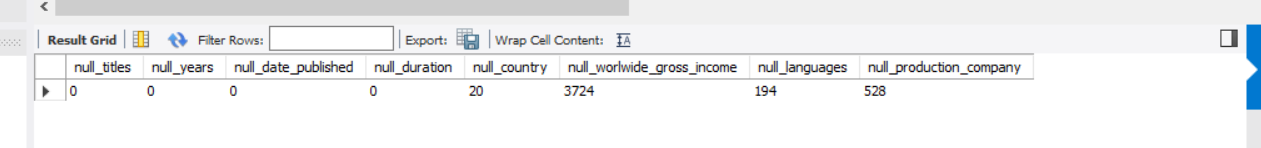 Result Grid Filter Rows: Export: Wrap Cell Content: IA
null_titles null_years null_date_published null_duration null_country null_worlwide_gross_income null_languages null_production_company
0 0 0 0 20 3724 194 528